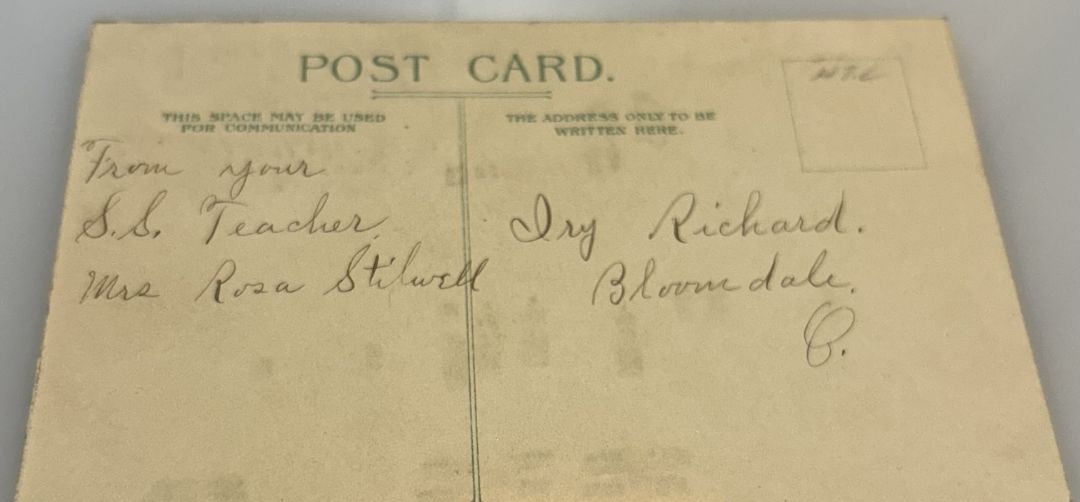 POST CARD.
THIS SPACE MAY BE USED
FOR COMMUNICATION
THE ADDRESS ONLY TO BE
WRITTEN HERE.
From your
S.S. Teacher,
Mrs Rosa Stilwell
Iry Richard.
Bloomdale.
O.